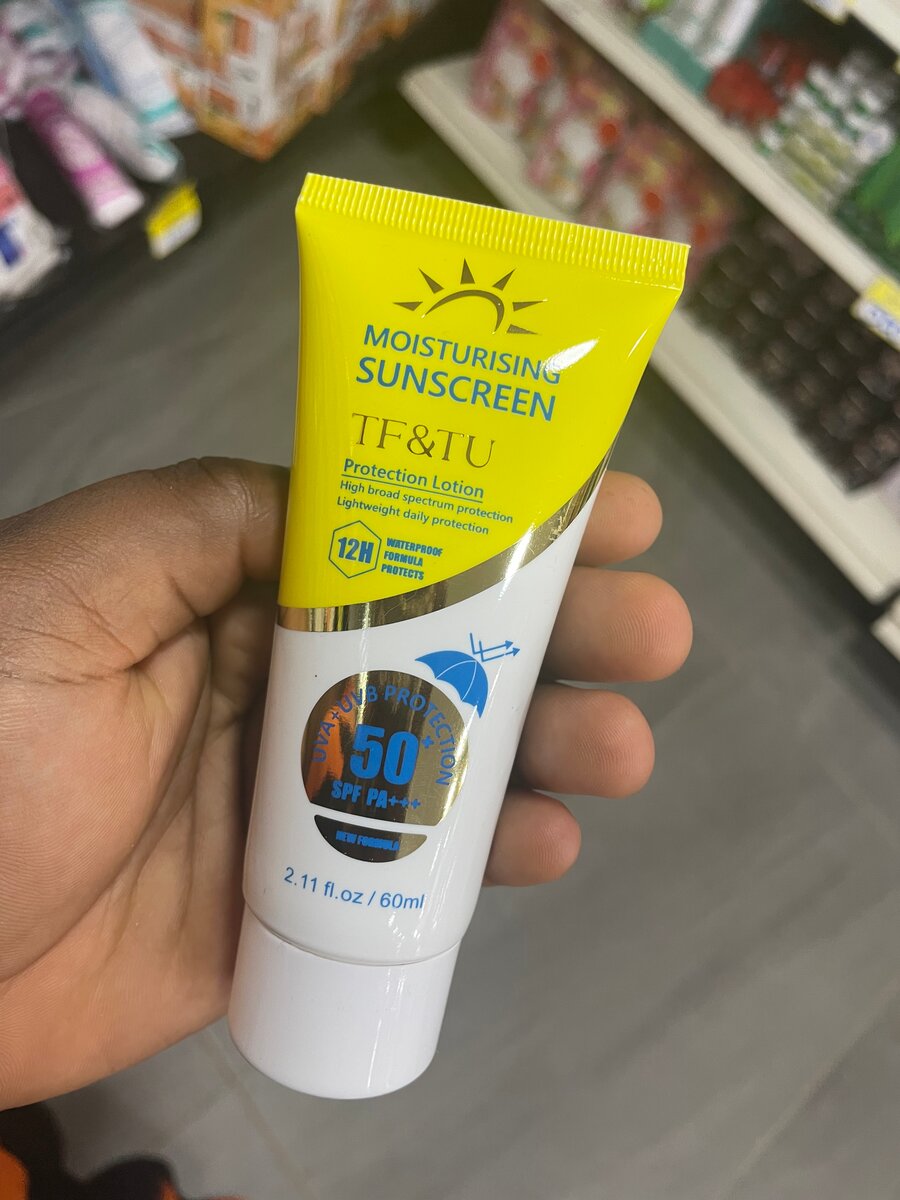 MOISTURISING
SUNSCREEN
TF&TU
Protection Lotion
High broad spectrum protection
Lightweight daily protection
12H
WATERPROOF
FORMULA
PROTECTS
UVA+UVB PROTECTION
50+
SPF PA+++
NEW FORMULA
2.11 fl.oz / 60ml